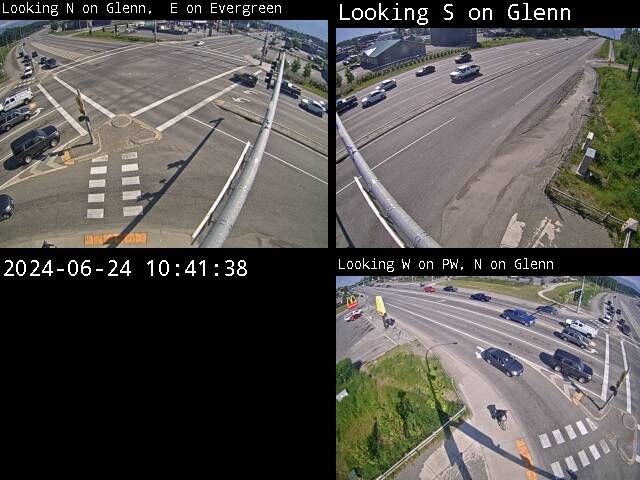 Looking N on Glenn, E on Evergreen
Looking S on Glenn
2024-06-24 10:41:38
Looking W on PW, N on Glenn